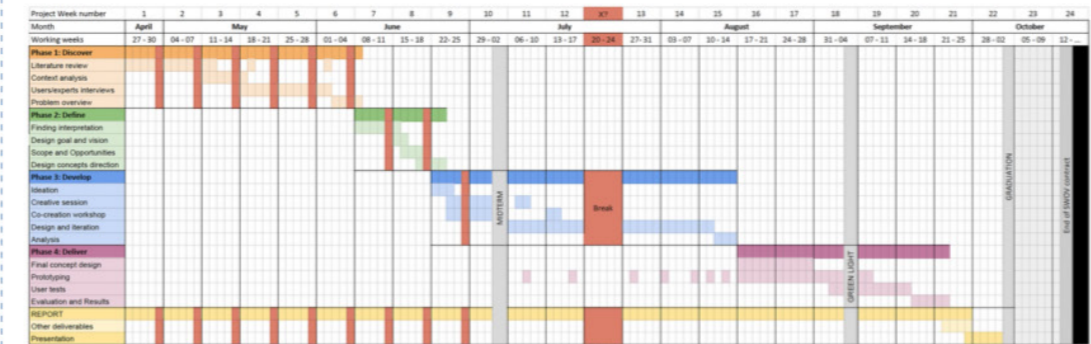 Project Week number 1 2 3 4 5 6 7 8 9 10 11 12 X? 13 14 15 16 17 18 19 20 21 22 23 24
Month April May June July August September October
Working weeks 27 - 30 04 - 07 11 - 14 18 - 21 25 - 28 01 - 04 08 - 11 15 - 18 22 - 25 29 - 02 06 - 10 13 - 17 20 - 24 27 - 31 03 - 07 10 - 14 17 - 21 24 - 28 31 - 04 07 - 11 14 - 18 21 - 25 28 - 02 05 - 09 12 - ...
Phase 1: Discover
Literature review
Context analysis
Users/experts interviews
Problem overview
Phase 2: Define
Finding interpretation
Design goal and vision
Scope and Opportunities
Design concepts direction
Phase 3: Develop
Ideation
Creative session
Co-creation workshop
Design and iteration
Analysis
MIDTERM
Break
Phase 4: Deliver
Final concept design
Prototyping
User tests
Evaluation and Results
GREEN LIGHT
GRADUATION
End of SWOV contract
REPORT
Other deliverables
Presentation